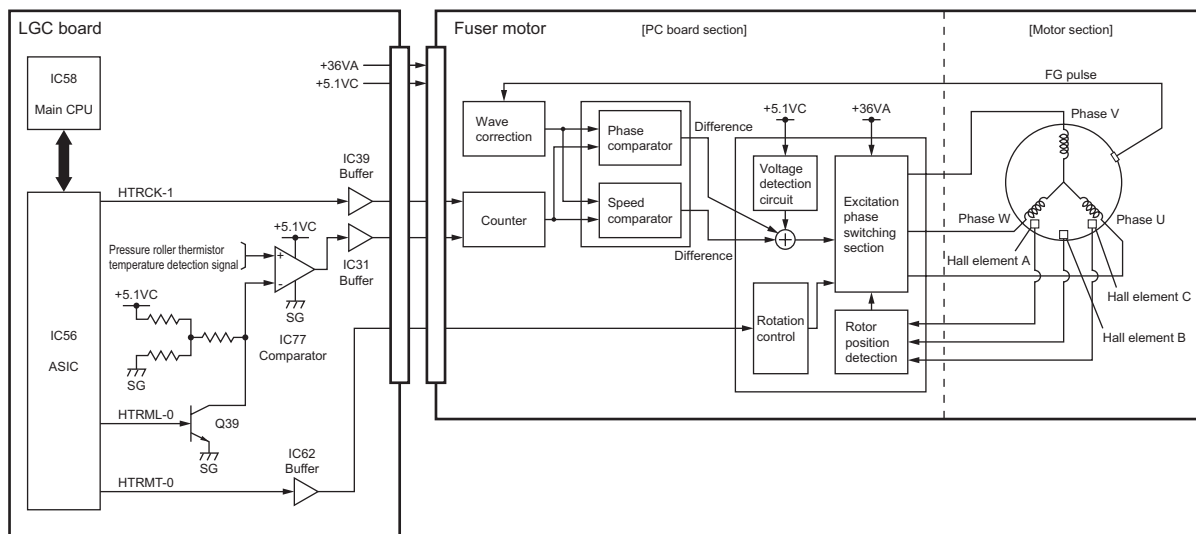 LGC board
IC58
Main CPU
IC56
ASIC
HTRCK-1
IC39
Buffer
+5.1VC
Pressure roller thermistor
temperature detection signal
+
-
IC31
Buffer
SG
+5.1VC
SG
IC77
Comparator
HTRML-0
Q39
SG
HTRMT-0
IC62
Buffer
+36VA
+5.1VC
Fuser motor
[PC board section]
[Motor section]
FG pulse
Wave
correction
Counter
Phase
comparator
Speed
comparator
Difference
Difference
+5.1VC
+36VA
Voltage
detection
circuit
Excitation
phase
switching
section
Rotation
control
Rotor
position
detection
Phase V
Phase W
Phase U
Hall element A
Hall element C
Hall element B